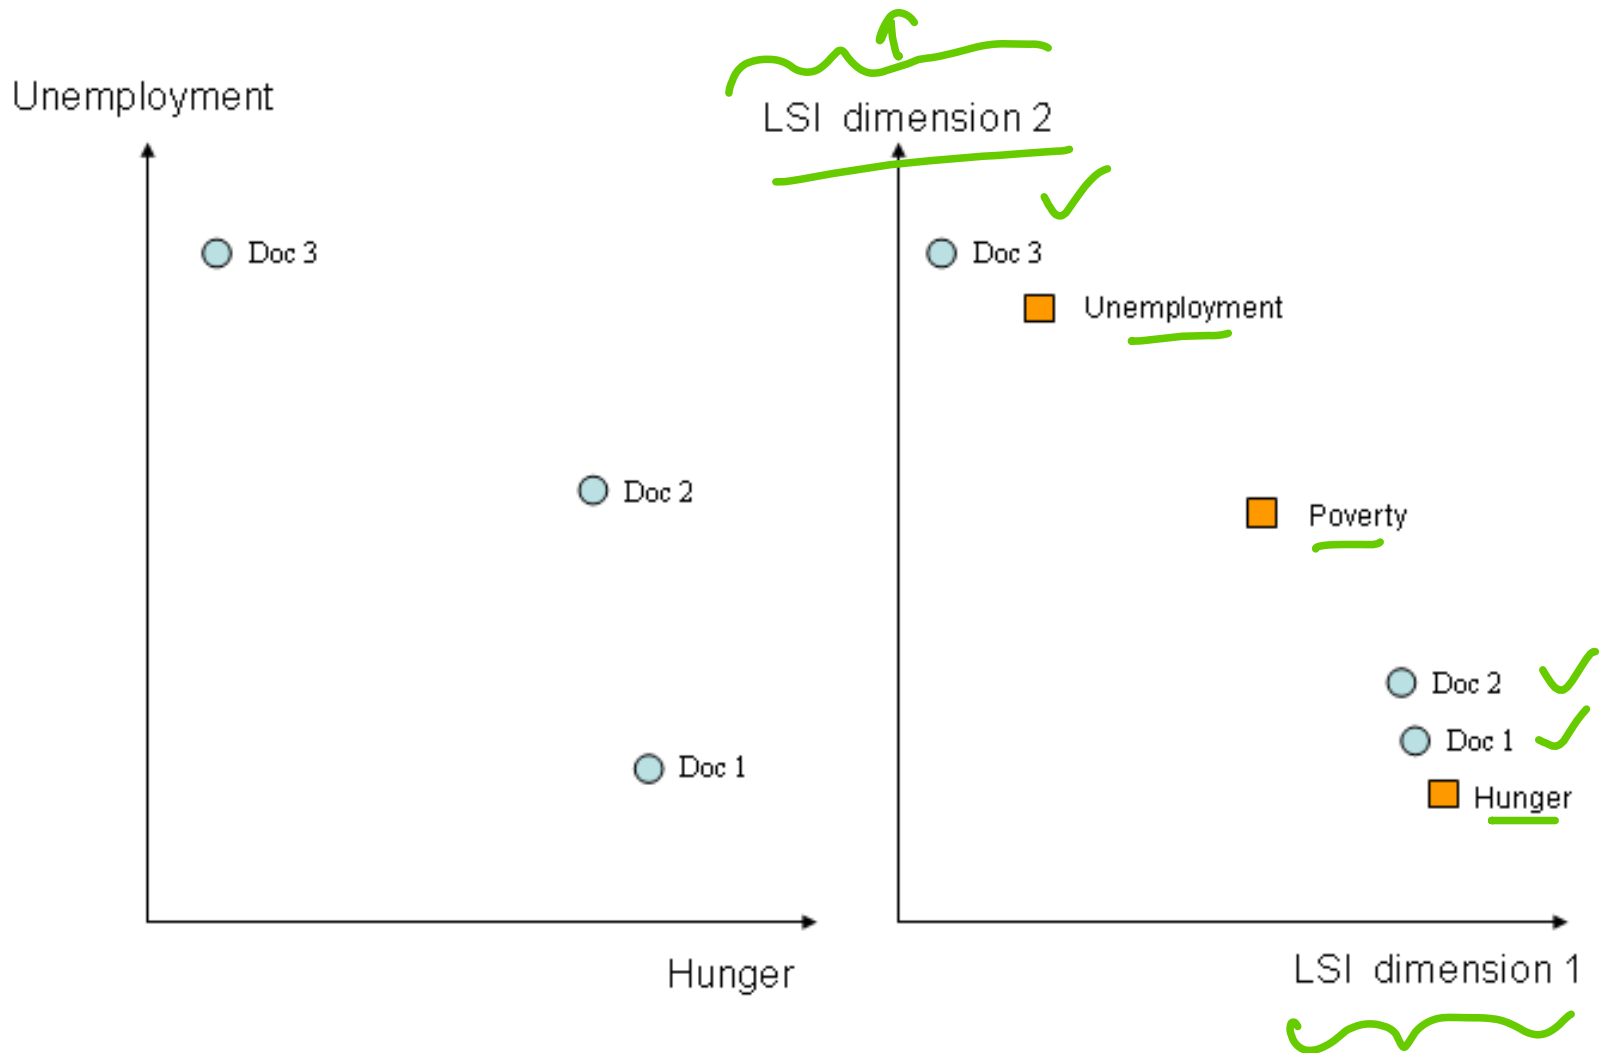 Unemployment
Doc 3
Doc 2
Doc 1
Hunger
LSI dimension 2
Doc 3
Unemployment
Poverty
Doc 2
Doc 1
Hunger
LSI dimension 1